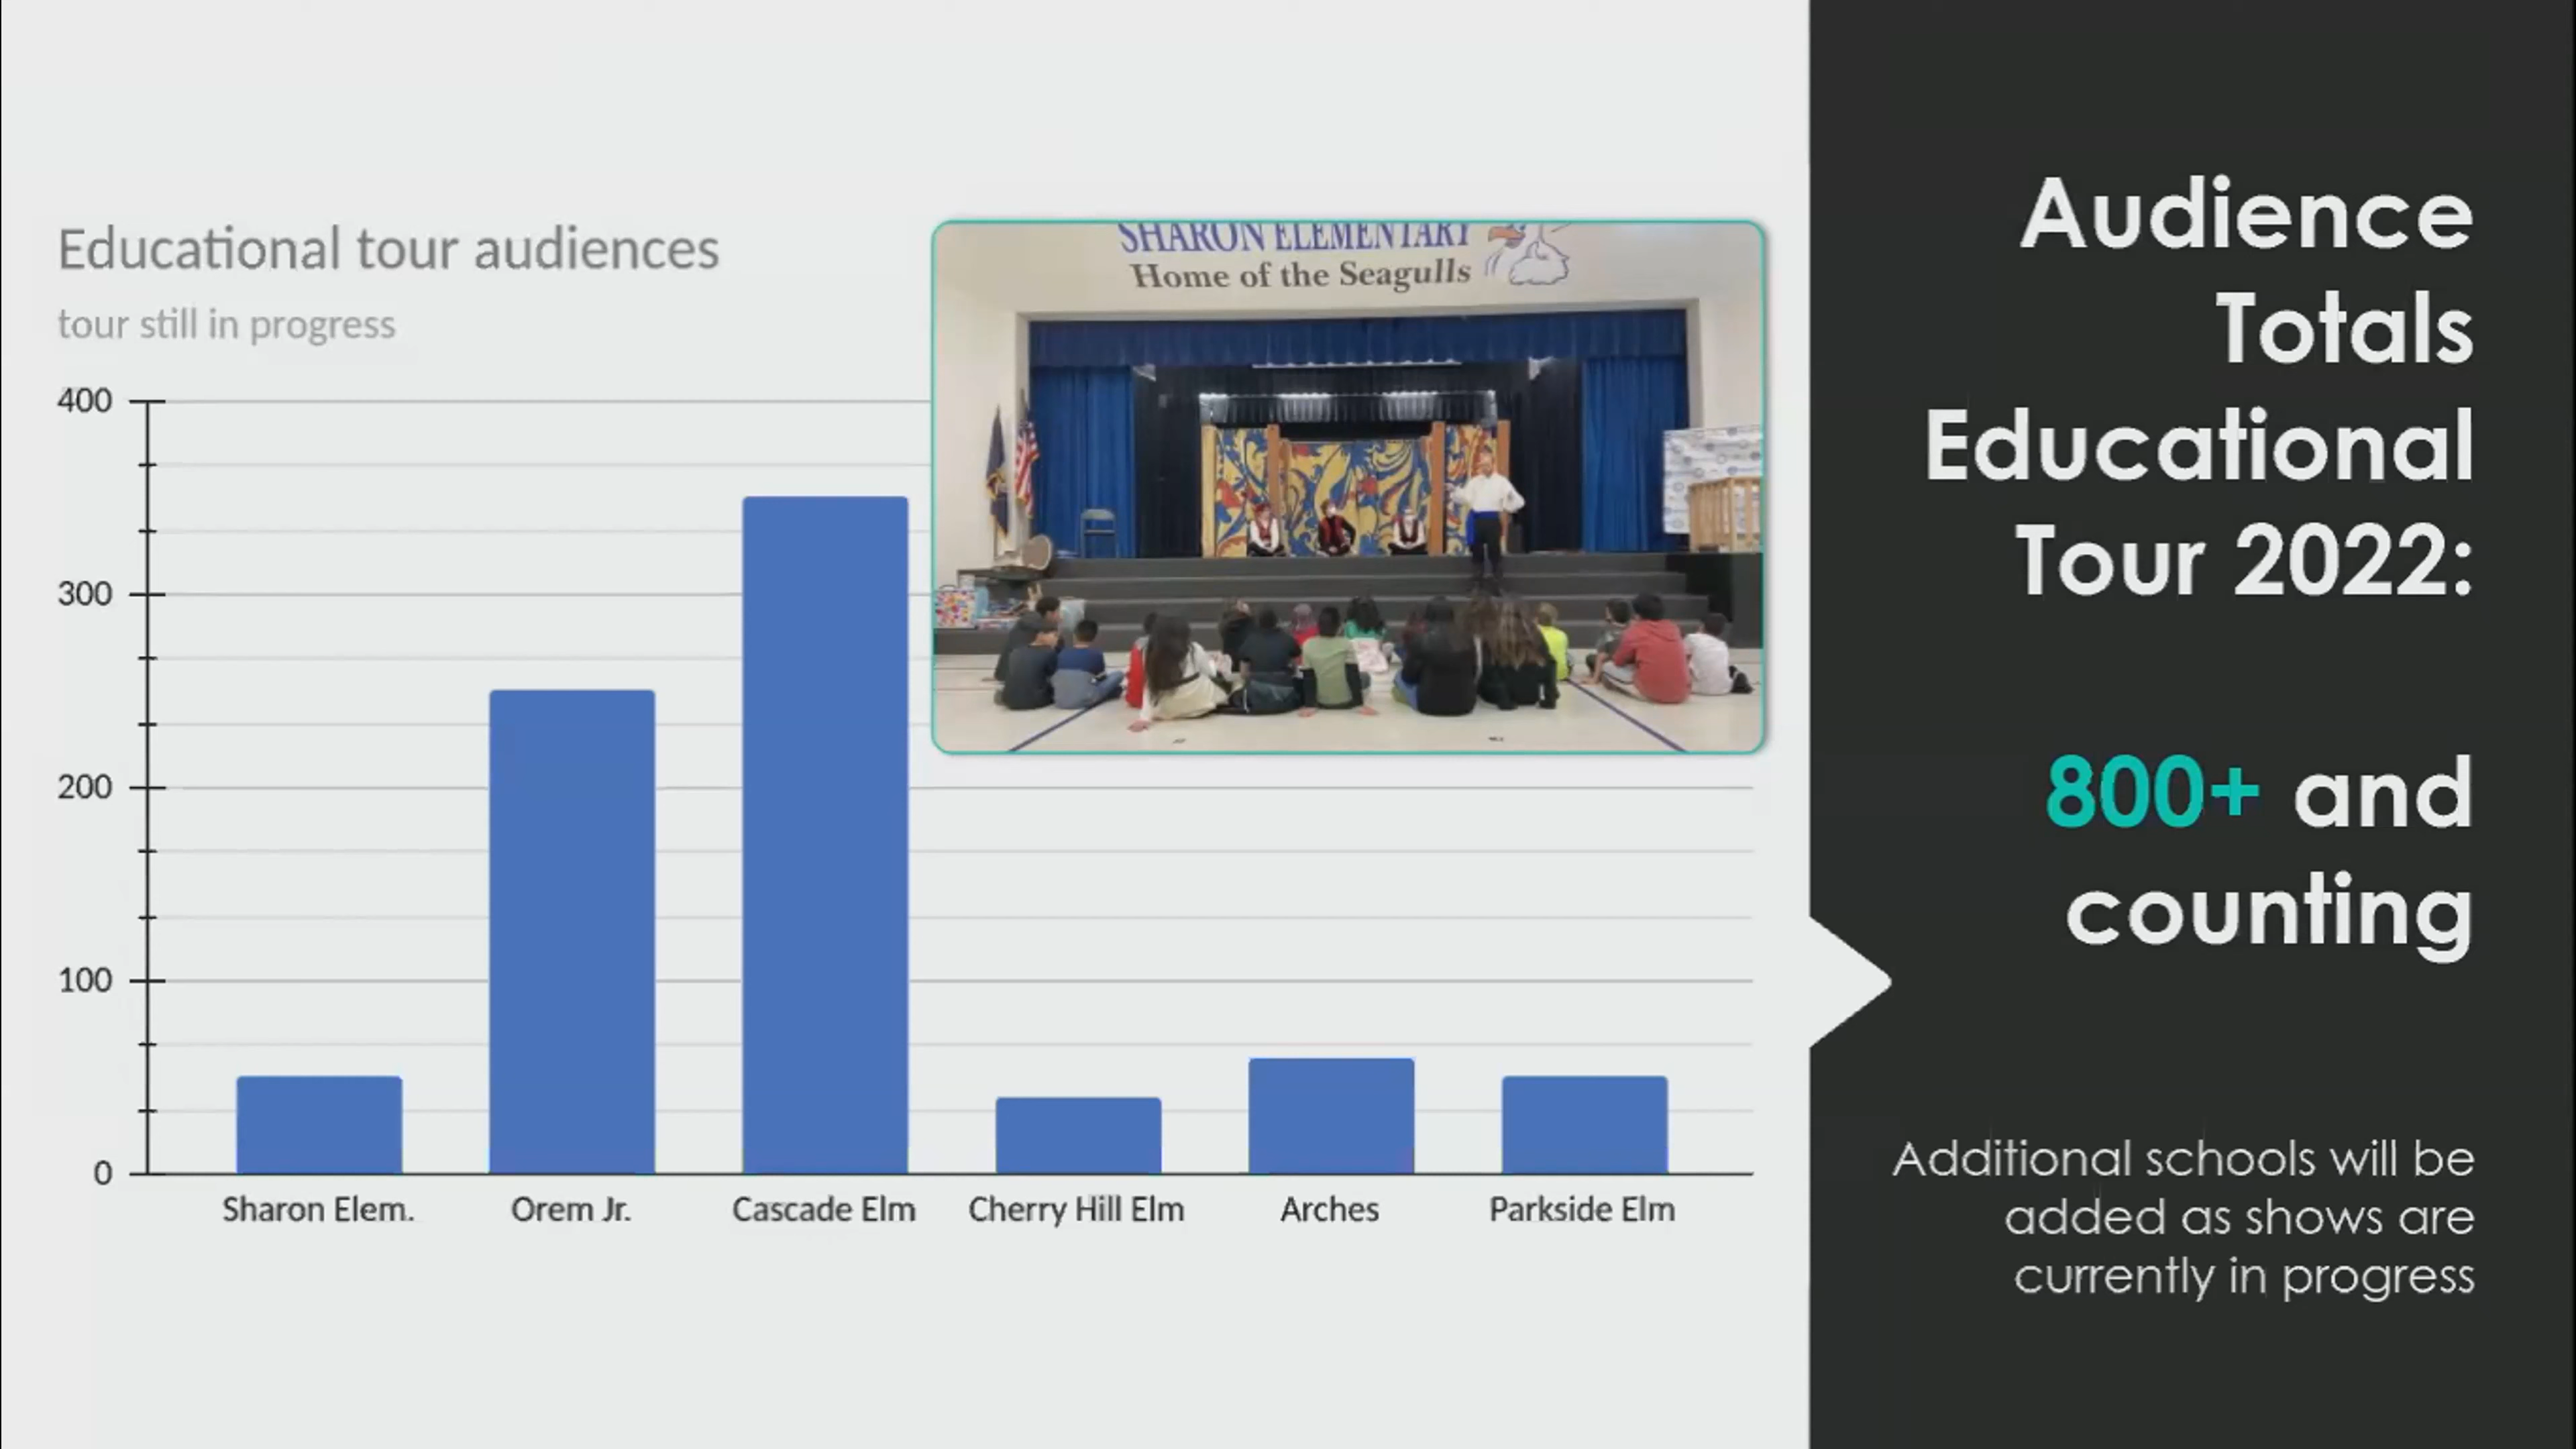 Educational tour audiences
tour still in progress
400
300
200
100
0
Sharon Elem.
Orem Jr.
Cascade Elm
Cherry Hill Elm
Arches
Parkside Elm
SHARON ELEMENTARY
Home of the Seagulls
Audience
Totals
Educational
Tour 2022:
800+ and
counting
Additional schools will be
added as shows are
currently in progress